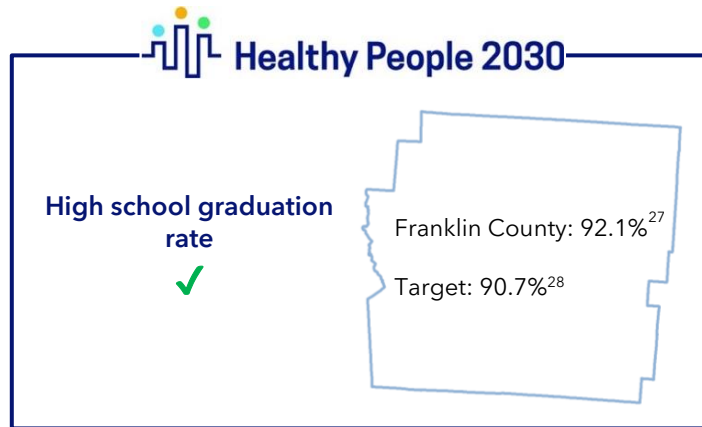 Healthy People 2030
High school graduation
rate
Franklin County: 92.1%27
Target: 90.7%28